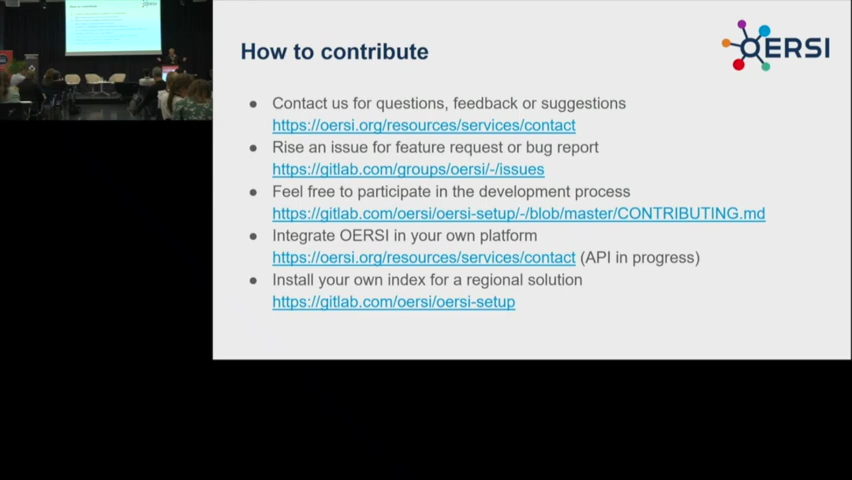 How to contribute
OERSI
Contact us for questions, feedback or suggestions
https://oersi.org/resources/services/contact
Rise an issue for feature request or bug report
https://gitlab.com/groups/oersi/-/issues
Feel free to participate in the development process
https://gitlab.com/oersi/oersi-setup/-/blob/master/CONTRIBUTING.md
Integrate OERSI in your own platform
https://oersi.org/resources/services/contact (API in progress)
Install your own index for a regional solution
https://gitlab.com/oersi/oersi-setup